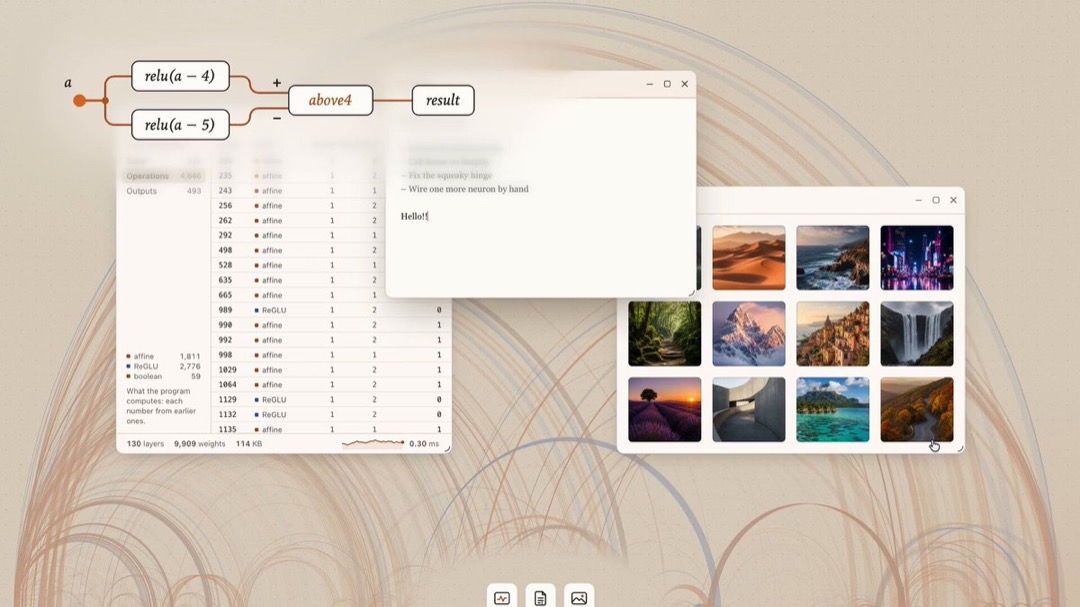 a
relu(a − 4)
relu(a − 5)
+
−
above4
result
Operations 4,646
Outputs 493
235 affine 1 2
243 affine 1 1
256 affine 1 2
262 affine 1 2
292 affine 1 1
498 affine 1 2
528 affine 1 1
635 affine 1 2
665 affine 1 1
989 ReGLU 1 2 0
990 affine 1 2 1
992 affine 1 2 1
998 affine 1 1 1
1029 affine 1 2 1
1064 affine 1 2 1
1129 ReGLU 1 2 0
1132 ReGLU 1 2 0
1135 affine 1 2 1
affine 1,811
ReGLU 2,776
boolean 59
What the program
computes: each
number from earlier
ones.
130 layers 9,909 weights 114 KB 0.30 ms
– Fix the squeaky hinge
– Wire one more neuron by hand
Hello!!